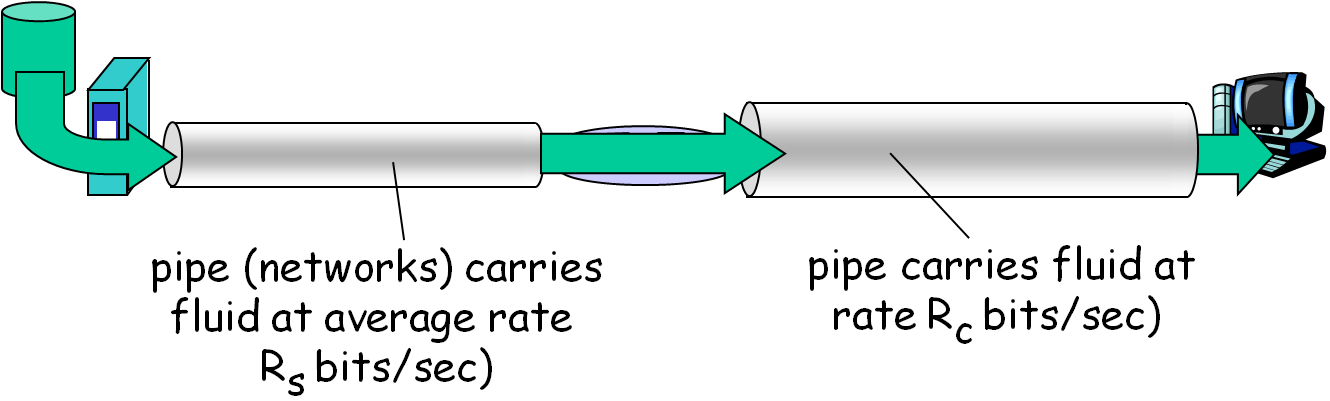 pipe (networks) carries
fluid at average rate
Rs bits/sec)
pipe carries fluid at
rate Rc bits/sec)